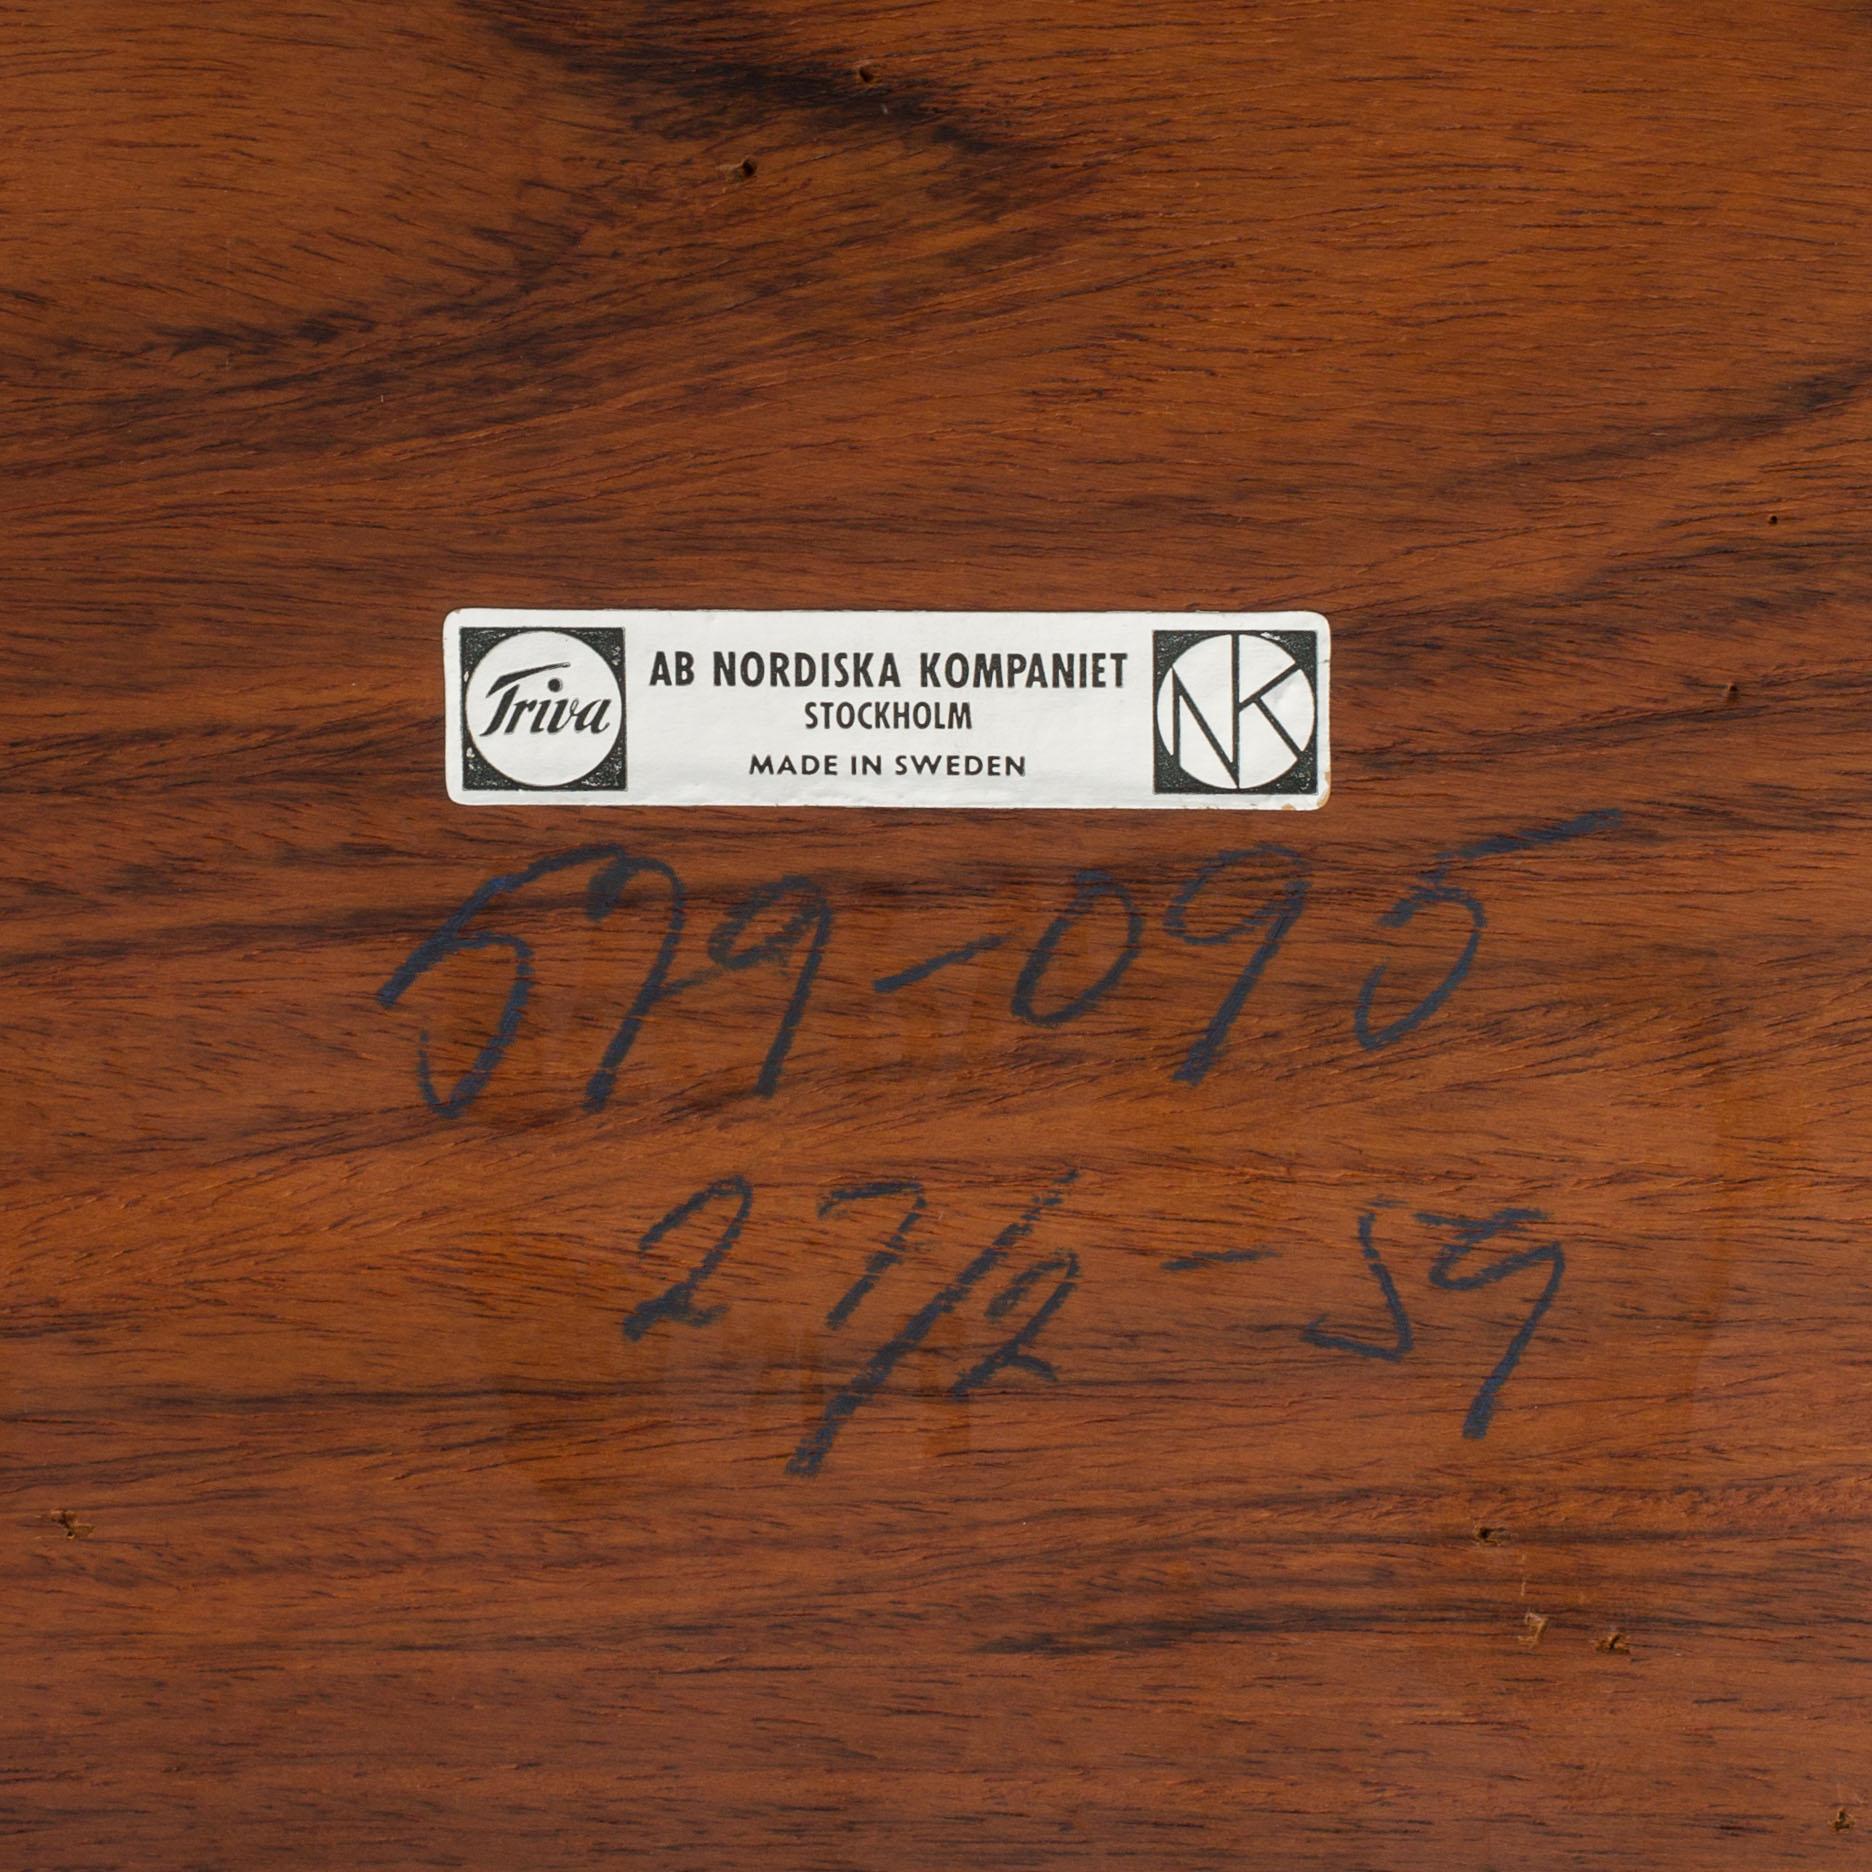 Triva
AB NORDISKA KOMPANIET
STOCKHOLM
MADE IN SWEDEN
NK
579-095
27/2-59